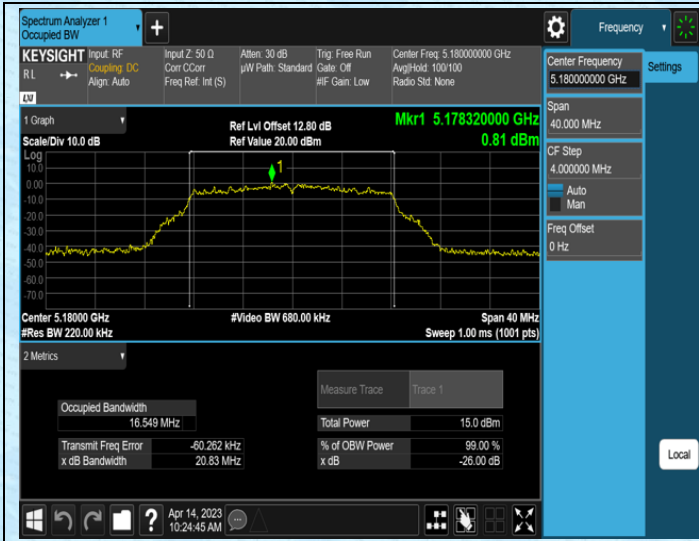 Spectrum Analyzer 1
Occupied BW
Frequency
KEYSIGHT
RL
LXI
Input: RF
Coupling: DC
Align: Auto
Input Z: 50 Ω
Corr CCorr
Freq Ref: Int (S)
Atten: 30 dB
µW Path: Standard
Trig: Free Run
Gate: Off
#IF Gain: Low
Center Freq: 5.180000000 GHz
Avg|Hold: 100/100
Radio Std: None
Center Frequency
5.180000000 GHz
Settings
Span
40.000 MHz
CF Step
4.000000 MHz
Auto
Man
Freq Offset
0 Hz
1 Graph
Scale/Div 10.0 dB
Ref Lvl Offset 12.80 dB
Ref Value 20.00 dBm
Mkr1 5.178320000 GHz
0.81 dBm
Log
1
10.0
0.00
-10.0
-20.0
-30.0
-40.0
-50.0
-60.0
-70.0
Center 5.18000 GHz
#Res BW 220.00 kHz
#Video BW 680.00 kHz
Span 40 MHz
Sweep 1.00 ms (1001 pts)
2 Metrics
Measure Trace Trace 1
Occupied Bandwidth
16.549 MHz
Total Power 15.0 dBm
Transmit Freq Error -60.262 kHz
% of OBW Power 99.00 %
x dB Bandwidth 20.83 MHz
x dB -26.00 dB
Local
?
Apr 14, 2023
10:24:45 AM